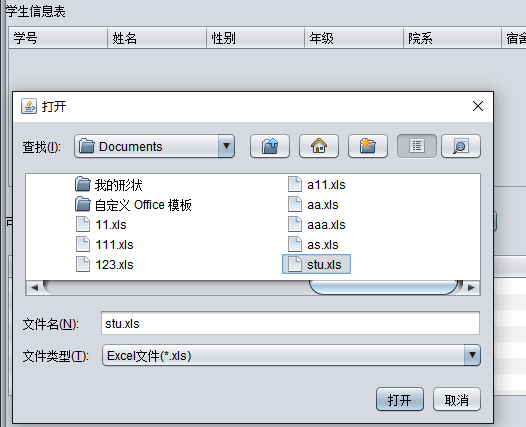 学生信息表
学号 姓名 性别 年级 院系 宿舍
打开
查找(I): Documents
我的形状
自定义 Office 模板
11.xls
111.xls
123.xls
a11.xls
aa.xls
aaa.xls
as.xls
stu.xls
文件名(N): stu.xls
文件类型(T): Excel文件(*.xls)
打开 取消